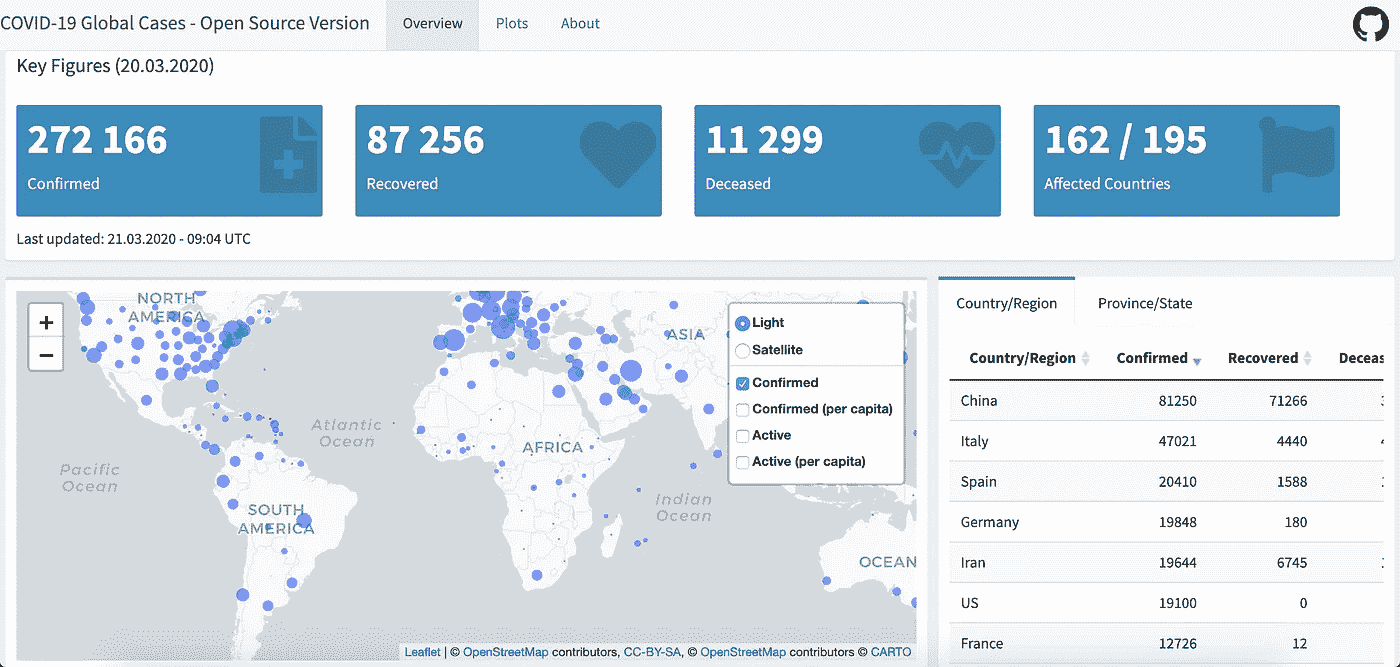 COVID-19 Global Cases - Open Source Version Overview Plots About
Key Figures (20.03.2020)
272 166 87 256 11 299 162 / 195
Confirmed Recovered Deceased Affected Countries
Last updated: 21.03.2020 - 09:04 UTC
+
−
NORTH
AMERICA
ASIA
Atlantic
Ocean
AFRICA
Pacific
Ocean
Indian
Ocean
SOUTH
AMERICA
OCEAN
Light
Satellite
Confirmed
Confirmed (per capita)
Active
Active (per capita)
Leaflet | © OpenStreetMap contributors, CC-BY-SA, © OpenStreetMap contributors © CARTO
Country/Region Province/State
Country/Region Confirmed Recovered Deceas
China 81250 71266
Italy 47021 4440
Spain 20410 1588
Germany 19848 180
Iran 19644 6745
US 19100 0
France 12726 12